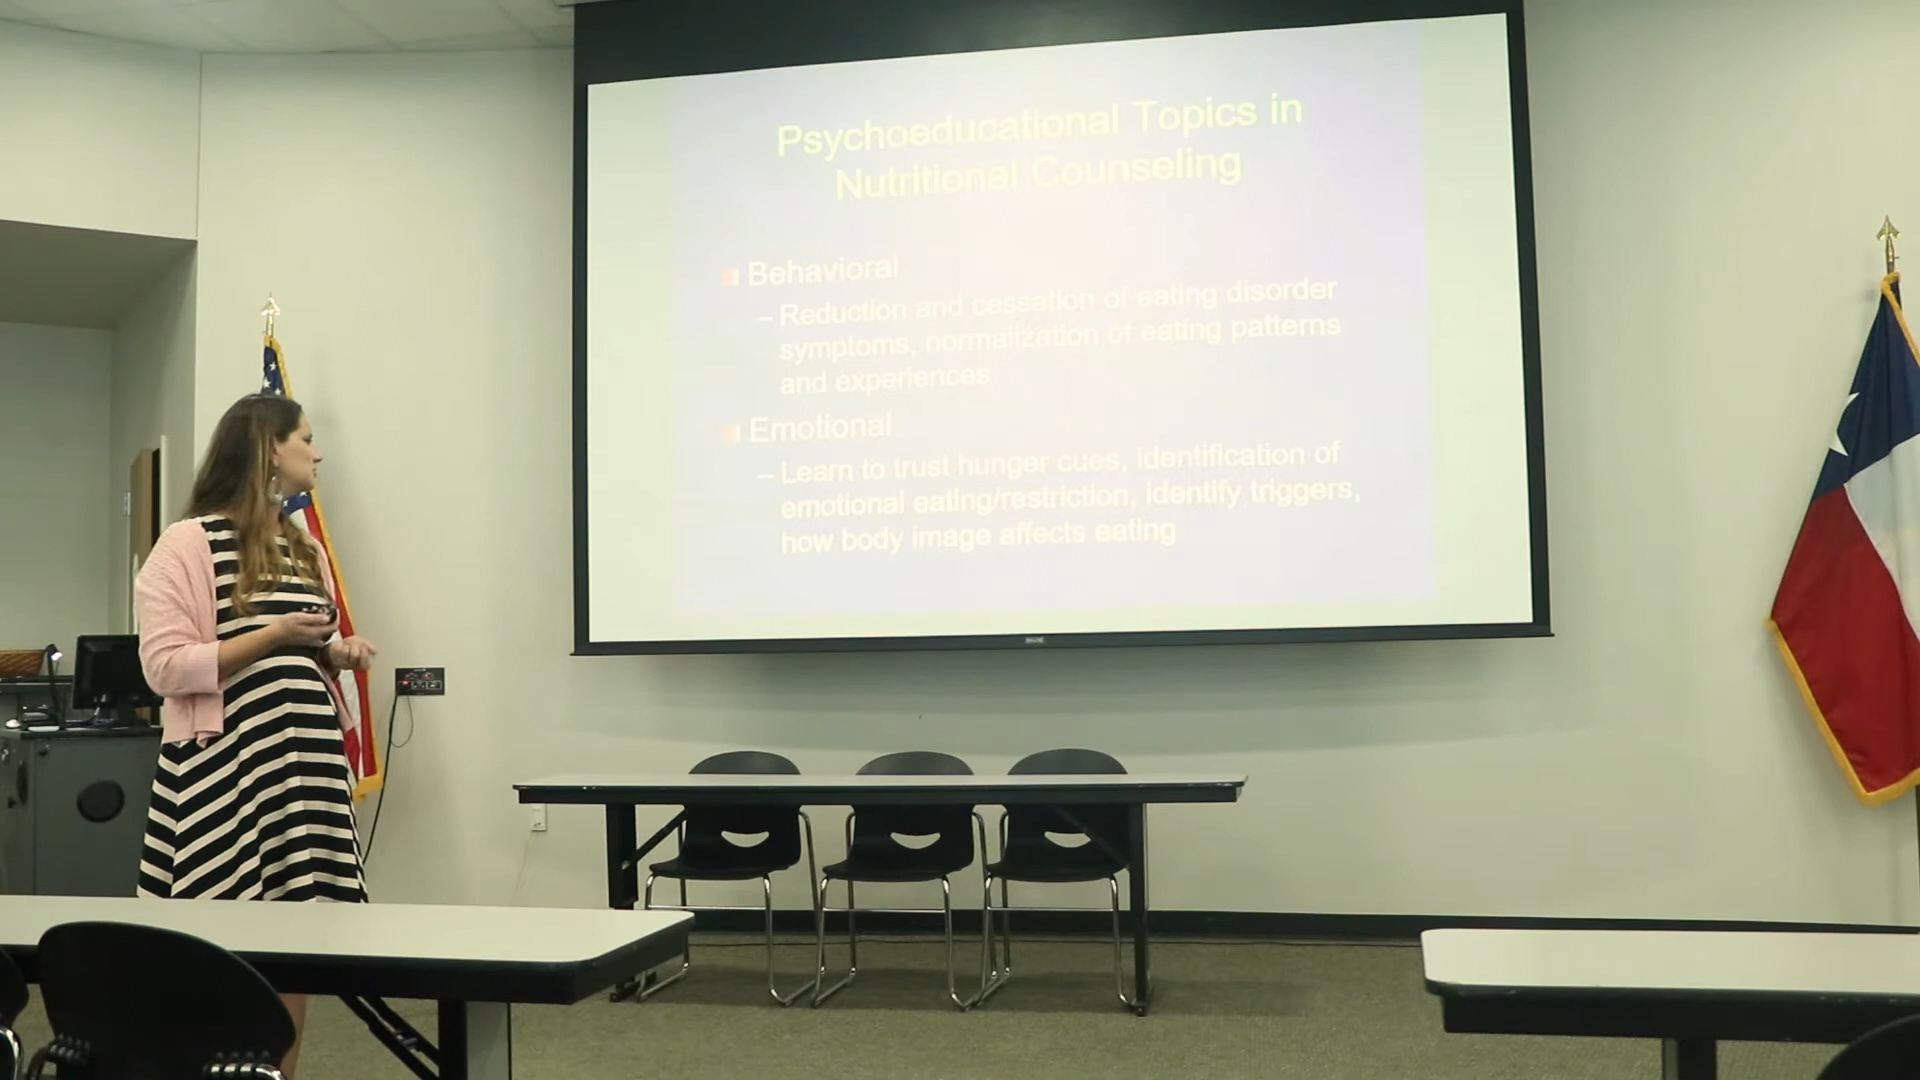 Psychoeducational Topics in
Nutritional Counseling
Behavioral
– Reduction and cessation of eating disorder
symptoms, normalization of eating patterns
and experiences
Emotional
– Learn to trust hunger cues, identification of
emotional eating/restriction, identify triggers,
how body image affects eating